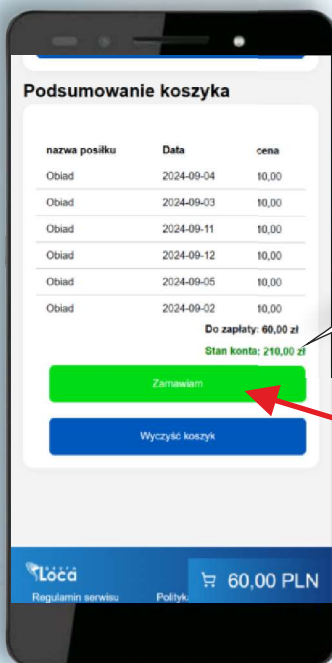 Podsumowanie koszyka
nazwa posiłku Data cena
Obiad 2024-09-04 10,00
Obiad 2024-09-03 10,00
Obiad 2024-09-11 10,00
Obiad 2024-09-12 10,00
Obiad 2024-09-05 10,00
Obiad 2024-09-02 10,00
Do zapłaty: 60,00 zł
Stan konta: 210,00 zł
Zamawiam
Wyczyść koszyk
Loca
60,00 PLN
Regulamin serwisu Polityk